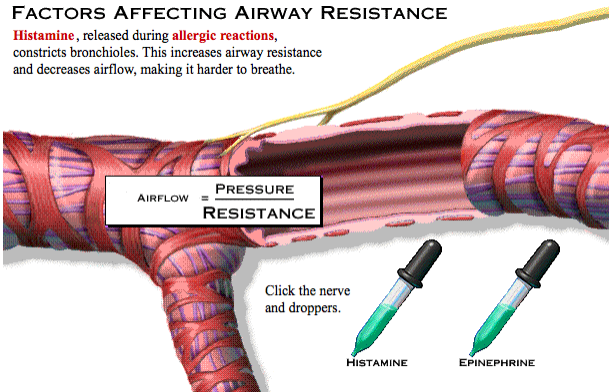 Factors Affecting Airway Resistance
Histamine, released during allergic reactions,
constricts bronchioles. This increases airway resistance
and decreases airflow, making it harder to breathe.
Airflow = Pressure
Resistance
Click the nerve
and droppers.
Histamine
Epinephrine